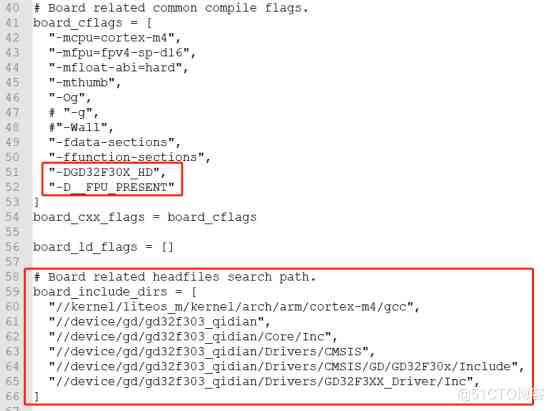 40 # Board related common compile flags.
41 board_cflags = [
42 "-mcpu=cortex-m4",
43 "-mfpu=fpv4-sp-d16",
44 "-mfloat-abi=hard",
45 "-mthumb",
46 "-Og",
47 # "-g",
48 #"-Wall",
49 "-fdata-sections",
50 "-ffunction-sections",
51 "-DGD32F30X_HD",
52 "-D__FPU_PRESENT"
53 ]
54 board_cxx_flags = board_cflags
55
56 board_ld_flags = []
57
58 # Board related headfiles search path.
59 board_include_dirs = [
60 "//kernel/liteos_m/kernel/arch/arm/cortex-m4/gcc",
61 "//device/gd/gd32f303_qidian",
62 "//device/gd/gd32f303_qidian/Core/Inc",
63 "//device/gd/gd32f303_qidian/Drivers/CMSIS",
64 "//device/gd/gd32f303_qidian/Drivers/CMSIS/GD/GD32F30x/Include",
65 "//device/gd/gd32f303_qidian/Drivers/GD32F3XX_Driver/Inc",
66 ]
67
@51CTO博客